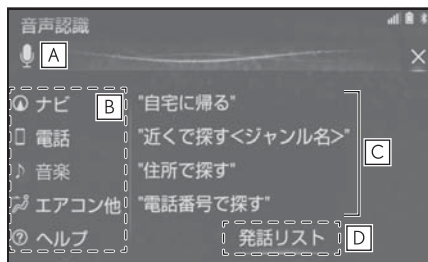 音声認識
A
ナビ B "自宅に帰る"
電話 "近くで探す<ジャンル名>"
C
音楽 "住所で探す"
エアコン他 "電話番号で探す"
ヘルプ 発話リスト D